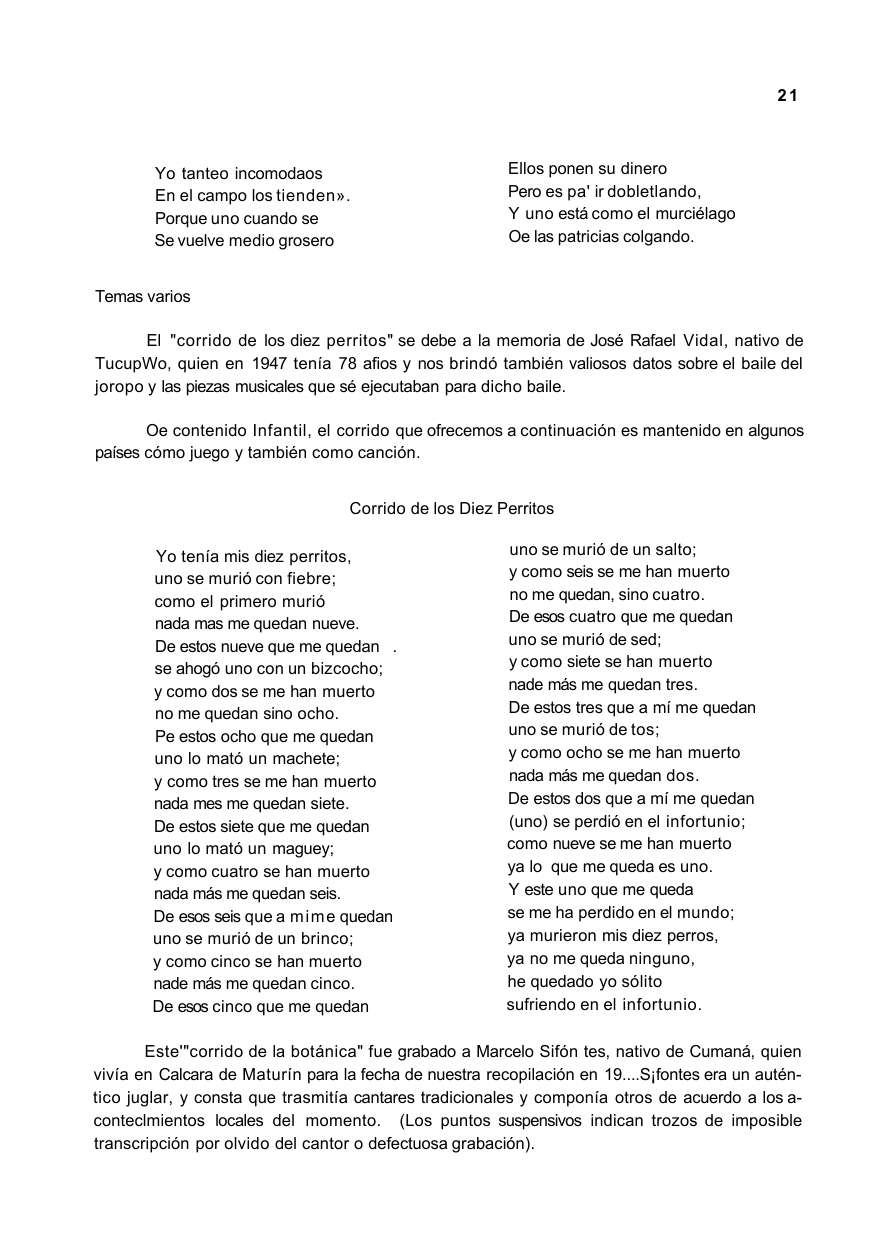 21
Yo tanteo incomodaos
En el campo los tienden».
Porque uno cuando se
Se vuelve medio grosero
Ellos ponen su dinero
Pero es pa' ir dobletlando,
Y uno está como el murciélago
Oe las patricias colgando.
Temas varios
El "corrido de los diez perritos" se debe a la memoria de José Rafael Vidal, nativo de
TucupWo, quien en 1947 tenía 78 afios y nos brindó también valiosos datos sobre el baile del
joropo y las piezas musicales que sé ejecutaban para dicho baile.
Oe contenido Infantil, el corrido que ofrecemos a continuación es mantenido en algunos
países cómo juego y también como canción.
Corrido de los Diez Perritos
Yo tenía mis diez perritos,
uno se murió con fiebre;
como el primero murió
nada mas me quedan nueve.
De estos nueve que me quedan .
se ahogó uno con un bizcocho;
y como dos se me han muerto
no me quedan sino ocho.
Pe estos ocho que me quedan
uno lo mató un machete;
y como tres se me han muerto
nada mes me quedan siete.
De estos siete que me quedan
uno lo mató un maguey;
y como cuatro se han muerto
nada más me quedan seis.
De esos seis que a mime quedan
uno se murió de un brinco;
y como cinco se han muerto
nade más me quedan cinco.
De esos cinco que me quedan
uno se murió de un salto;
y como seis se me han muerto
no me quedan, sino cuatro.
De esos cuatro que me quedan
uno se murió de sed;
y como siete se han muerto
nade más me quedan tres.
De estos tres que a mí me quedan
uno se murió de tos;
y como ocho se me han muerto
nada más me quedan dos.
De estos dos que a mí me quedan
(uno) se perdió en el infortunio;
como nueve se me han muerto
ya lo que me queda es uno.
Y este uno que me queda
se me ha perdido en el mundo;
ya murieron mis diez perros,
ya no me queda ninguno,
he quedado yo sólito
sufriendo en el infortunio.
Este'"corrido de la botánica" fue grabado a Marcelo Sifón tes, nativo de Cumaná, quien
vivía en Calcara de Maturín para la fecha de nuestra recopilación en 19....S¡fontes era un autén-
tico juglar, y consta que trasmitía cantares tradicionales y componía otros de acuerdo a los a-
conteclmientos locales del momento. (Los puntos suspensivos indican trozos de imposible
transcripción por olvido del cantor o defectuosa grabación).